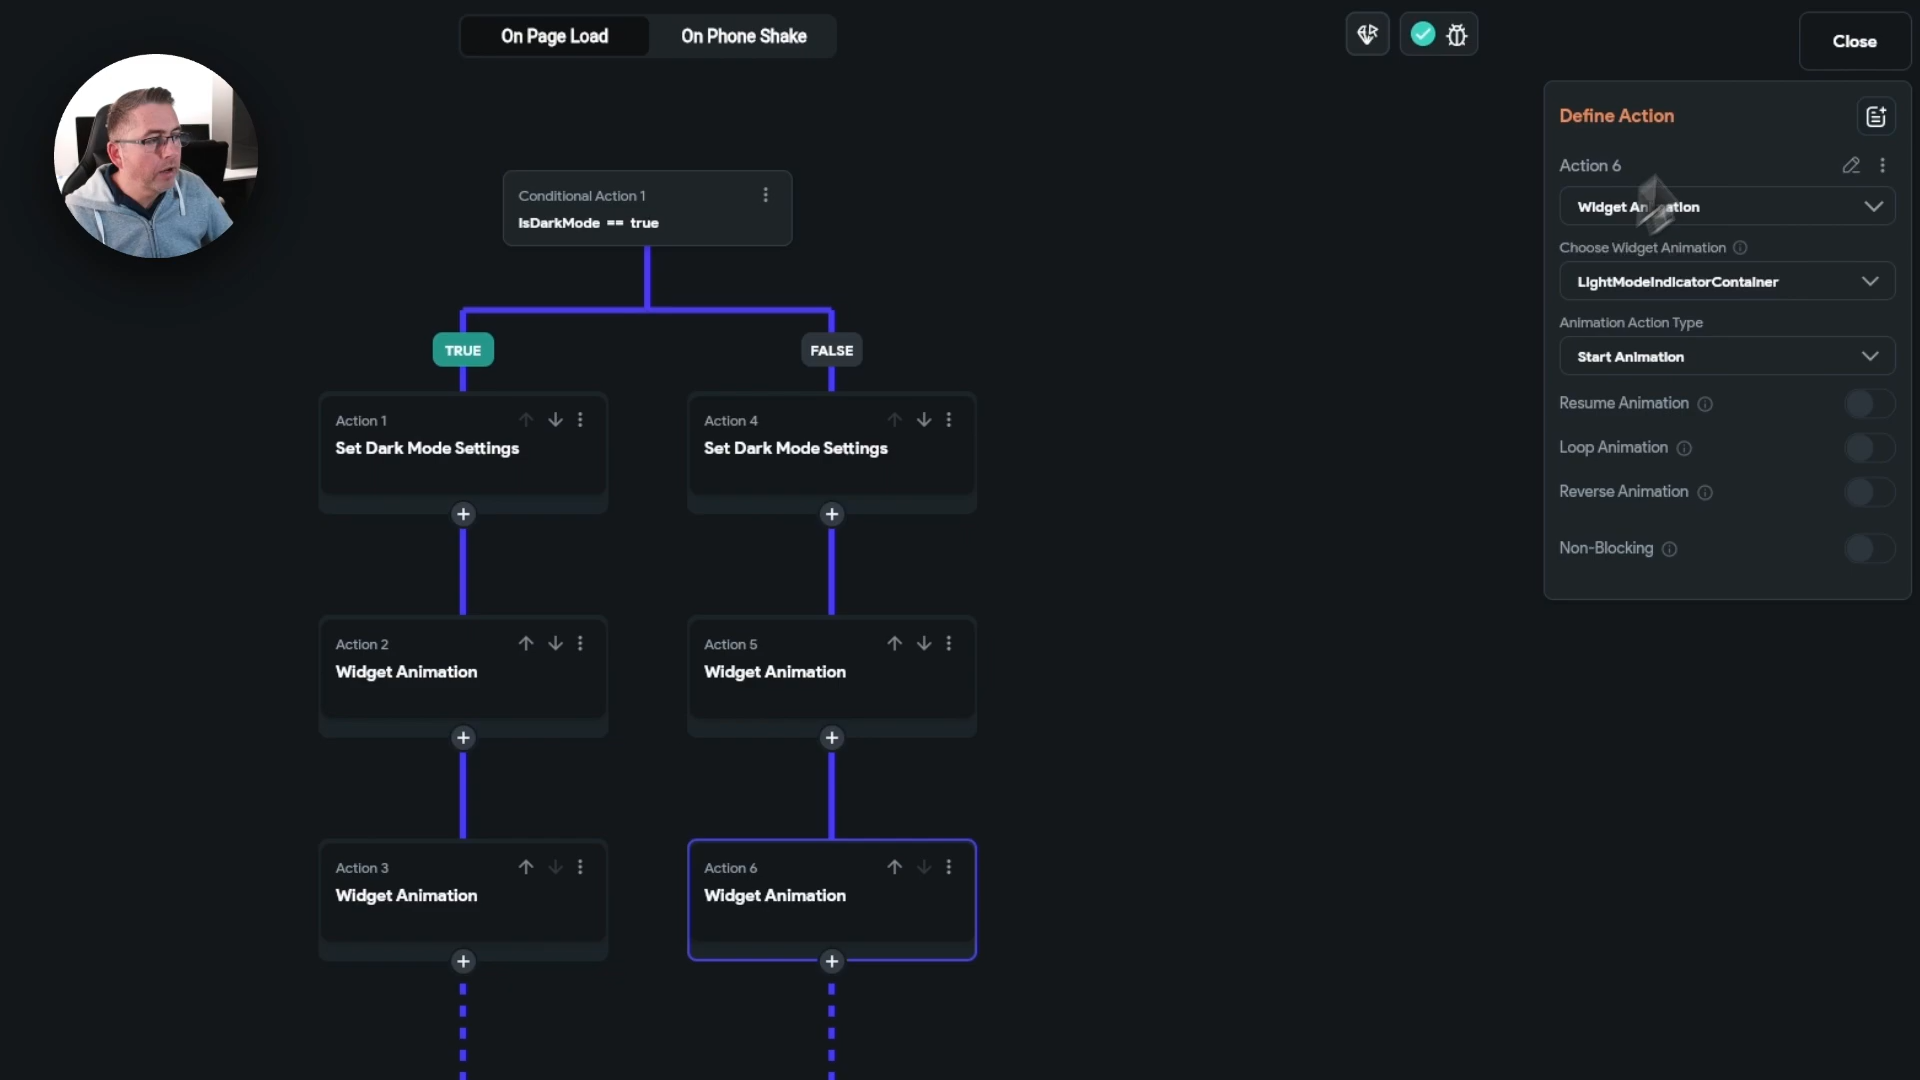 On Page Load
On Phone Shake
Close
Define Action
Action 6
Widget Animation
Choose Widget Animation
LightModeIndicatorContainer
Animation Action Type
Start Animation
Resume Animation
Loop Animation
Reverse Animation
Non-Blocking
Conditional Action 1
IsDarkMode == true
TRUE
FALSE
Action 1
Set Dark Mode Settings
Action 4
Set Dark Mode Settings
Action 2
Widget Animation
Action 5
Widget Animation
Action 3
Widget Animation
Action 6
Widget Animation